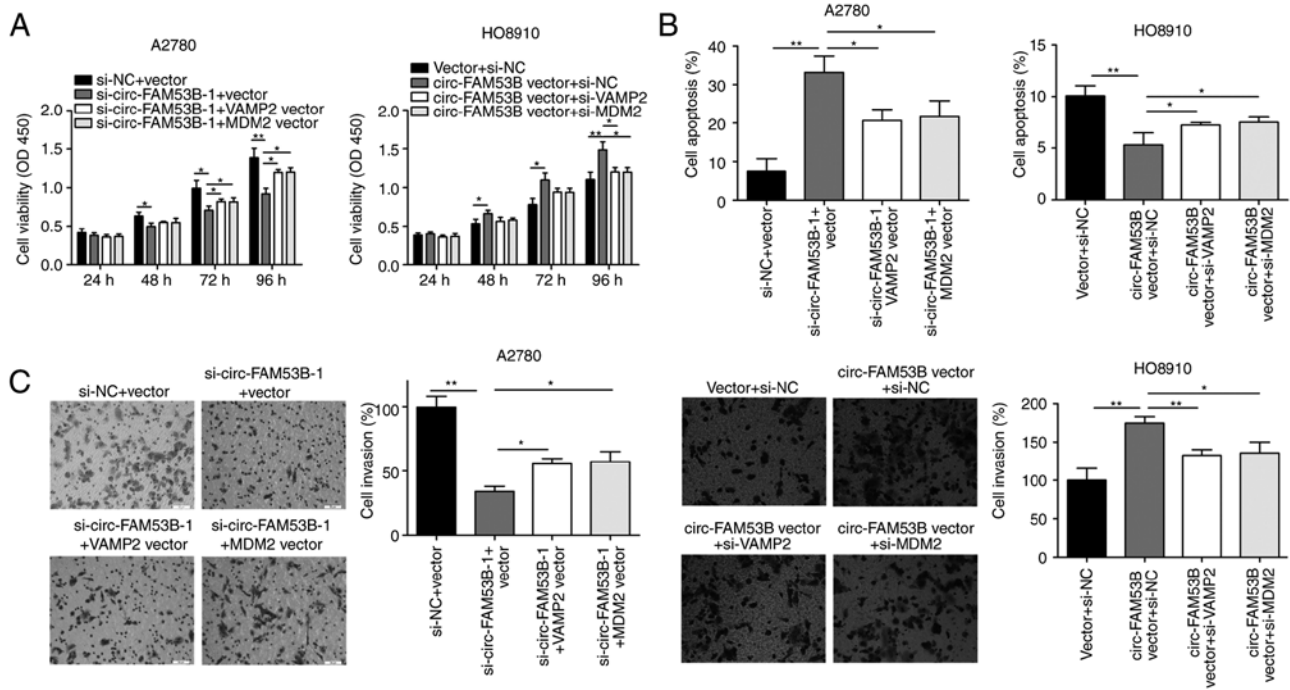 A
A2780
si-NC+vector
si-circ-FAM53B-1+vector
si-circ-FAM53B-1+VAMP2 vector
si-circ-FAM53B-1+MDM2 vector
Cell viability (OD 450)
2.0
1.5
1.0
0.5
0.0
**
*
*
*
*
*
*
24 h
48 h
72 h
96 h
HO8910
Vector+si-NC
circ-FAM53B vector+si-NC
circ-FAM53B vector+si-VAMP2
circ-FAM53B vector+si-MDM2
Cell viability (OD 450)
2.0
1.5
1.0
0.5
0.0
*
*
**
*
*
24 h
48 h
72 h
96 h
B
A2780
Cell apoptosis (%)
40
30
20
10
0
**
*
*
si-NC+vector
si-circ-FAM53B-1+
vector
si-circ-FAM53B-1
VAMP2 vector
si-circ-FAM53B-1+
MDM2 vector
HO8910
Cell apoptosis (%)
15
10
5
0
**
*
*
Vector+si-NC
circ-FAM53B
vector+si-NC
circ-FAM53B
vector+si-VAMP2
circ-FAM53B
vector+si-MDM2
C
si-NC+vector
si-circ-FAM53B-1
+vector
si-circ-FAM53B-1
+VAMP2 vector
si-circ-FAM53B-1
+MDM2 vector
A2780
Cell invasion (%)
100
50
0
**
*
*
si-NC+vector
si-circ-FAM53B-1+
vector
si-circ-FAM53B-1
+VAMP2 vector
si-circ-FAM53B-1
+MDM2 vector
Vector+si-NC
circ-FAM53B vector
+si-NC
circ-FAM53B vector
+si-VAMP2
circ-FAM53B vector
+si-MDM2
HO8910
Cell invasion (%)
200
150
100
50
0
**
**
*
Vector+si-NC
circ-FAM53B
vector+si-NC
circ-FAM53B
vector+si-VAMP2
circ-FAM53B
vector+si-MDM2